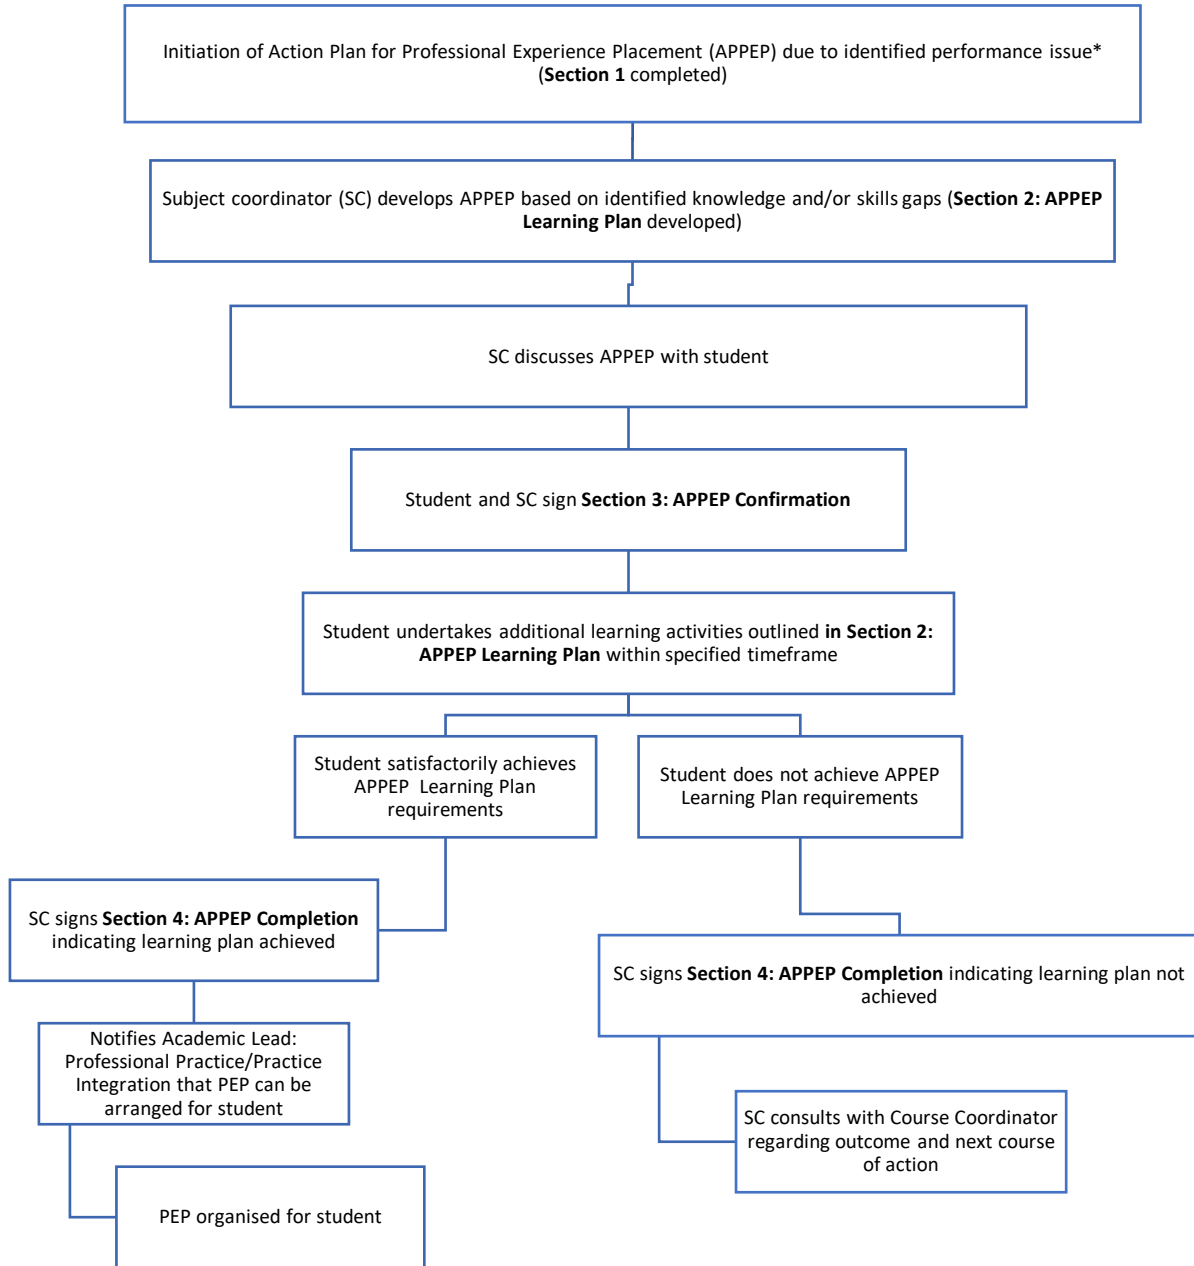 Initiation of Action Plan for Professional Experience Placement (APPEP) due to identified performance issue*
(Section 1 completed)
Subject coordinator (SC) develops APPEP based on identified knowledge and/or skills gaps (Section 2: APPEP
Learning Plan developed)
SC discusses APPEP with student
Student and SC sign Section 3: APPEP Confirmation
Student undertakes additional learning activities outlined in Section 2:
APPEP Learning Plan within specified timeframe
Student satisfactorily achieves
APPEP Learning Plan
requirements
Student does not achieve APPEP
Learning Plan requirements
SC signs Section 4: APPEP Completion
indicating learning plan achieved
SC signs Section 4: APPEP Completion indicating learning plan not
achieved
Notifies Academic Lead:
Professional Practice/Practice
Integration that PEP can be
arranged for student
SC consults with Course Coordinator
regarding outcome and next course
of action
PEP organised for student